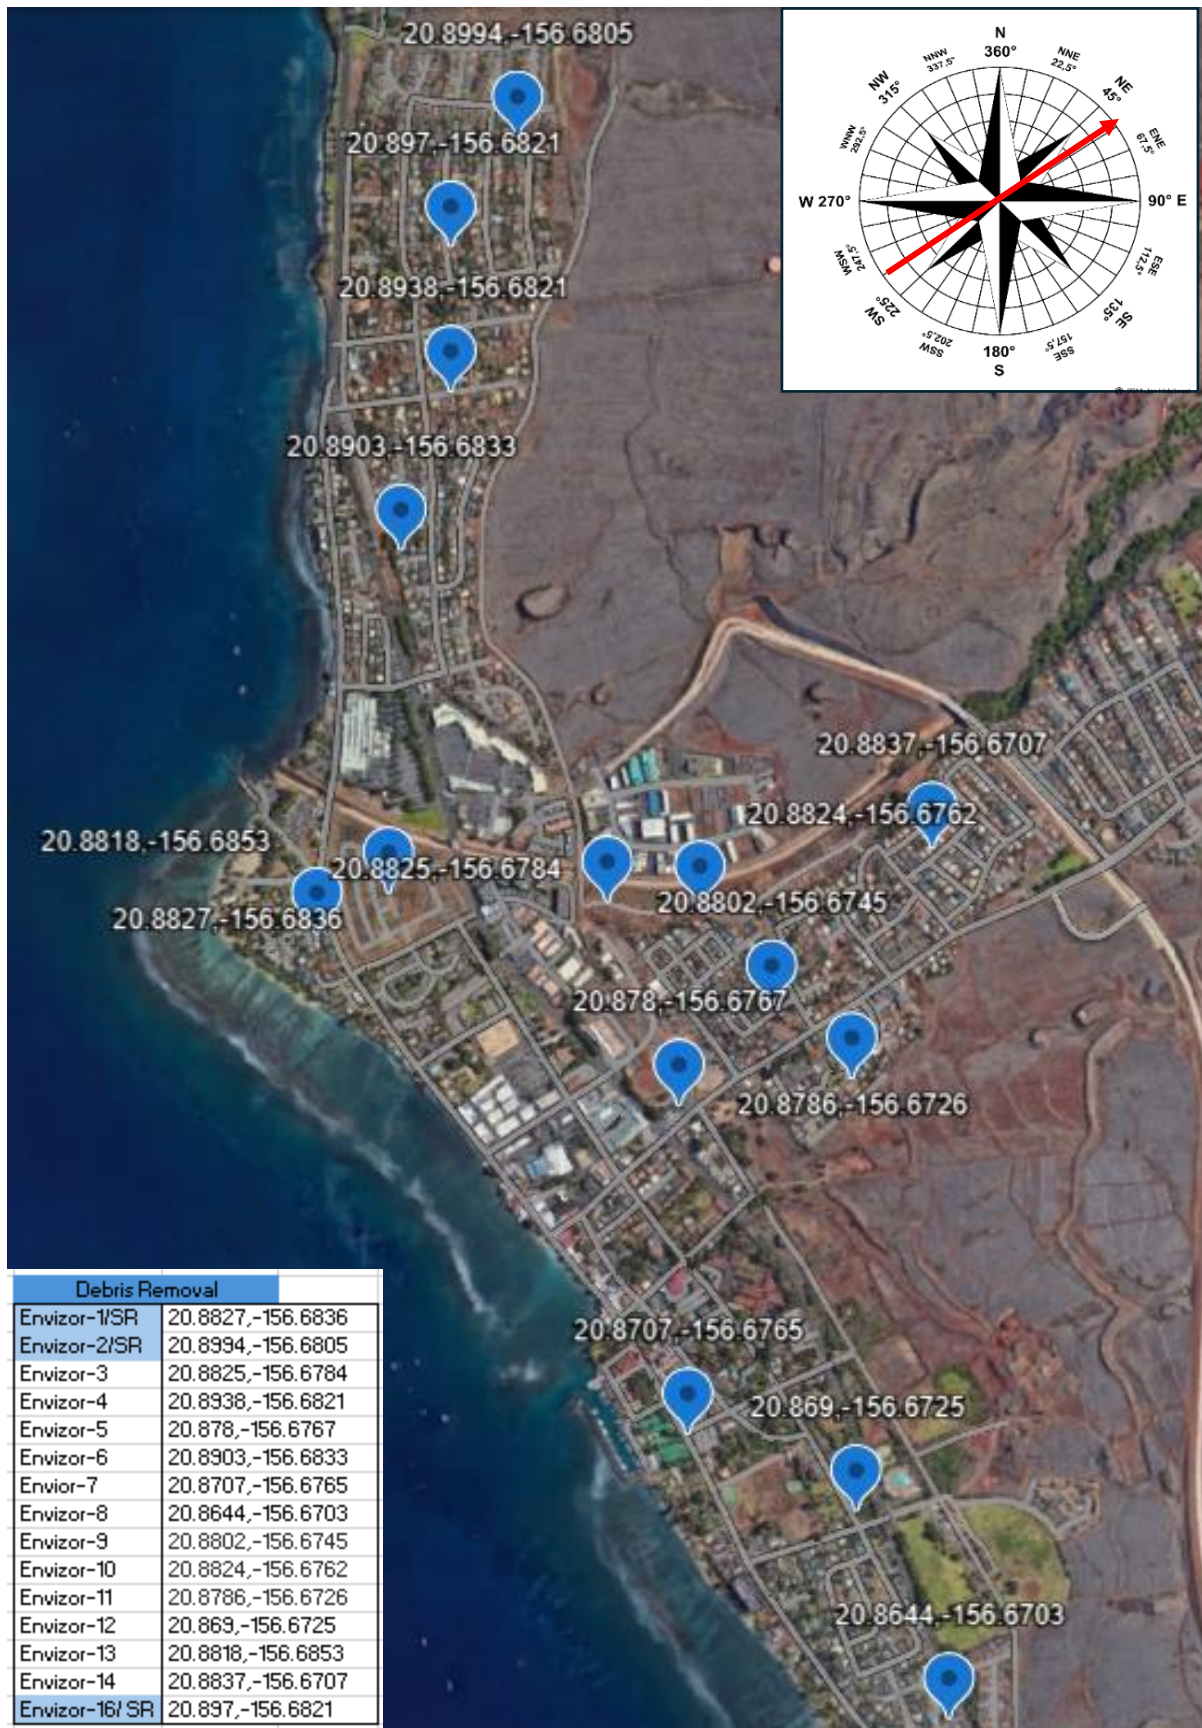 20.8994,-156.6805
20.897,-156.6821
20.8938,-156.6821
20.8903,-156.6833
N
360°
NNW
337,5°
NNE
22,5°
NW
315°
NE
45°
WNW
292,5°
ENE
67,5°
W 270°
90° E
WSW
247,5°
ESE
112,5°
SW
225°
SE
135°
SSW
202,5°
SSE
157,5°
180°
S
20.8837,-156.6707
20.8824,-156.6762
20.8818,-156.6853
20.8825,-156.6784
20.8802,-156.6745
20.8827,-156.6836
20.878,-156.6767
20.8786,-156.6726
20.8707,-156.6765
20.869,-156.6725
20.8644,-156.6703
Debris Removal
Envizor-1/SR 20.8827,-156.6836
Envizor-2/SR 20.8994,-156.6805
Envizor-3 20.8825,-156.6784
Envizor-4 20.8938,-156.6821
Envizor-5 20.878,-156.6767
Envizor-6 20.8903,-156.6833
Envior-7 20.8707,-156.6765
Envizor-8 20.8644,-156.6703
Envizor-9 20.8802,-156.6745
Envizor-10 20.8824,-156.6762
Envizor-11 20.8786,-156.6726
Envizor-12 20.869,-156.6725
Envizor-13 20.8818,-156.6853
Envizor-14 20.8837,-156.6707
Envizor-16/ SR 20.897,-156.6821